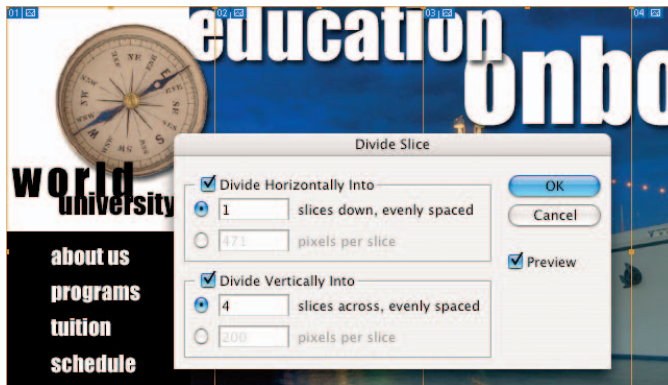 01 02 03 04
education
onbo
NE
world
university
about us
programs
tuition
schedule
Divide Slice
Divide Horizontally Into
1 slices down, evenly spaced
471 pixels per slice
Divide Vertically Into
4 slices across, evenly spaced
200 pixels per slice
OK
Cancel
Preview